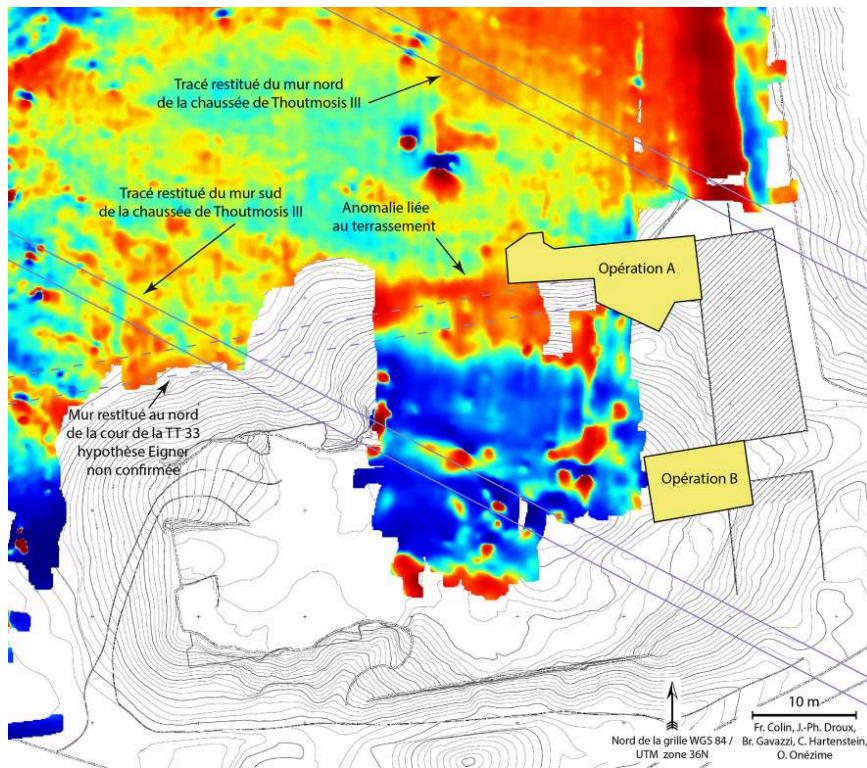 Tracé restitué du mur nord
de la chaussée de Thoutmosis III
Tracé restitué du mur sud
de la chaussée de Thoutmosis III
Anomalie liée
au terrassement
Opération A
Mur restitué au nord
de la cour de la TT 33
hypothèse Eigner
non confirmée
Opération B
10 m
Nord de la grille WGS 84 /
UTM zone 36N
Fr. Colin, J.-Ph. Droux,
Br. Gavazzi, C. Hartenstein,
O. Onézime